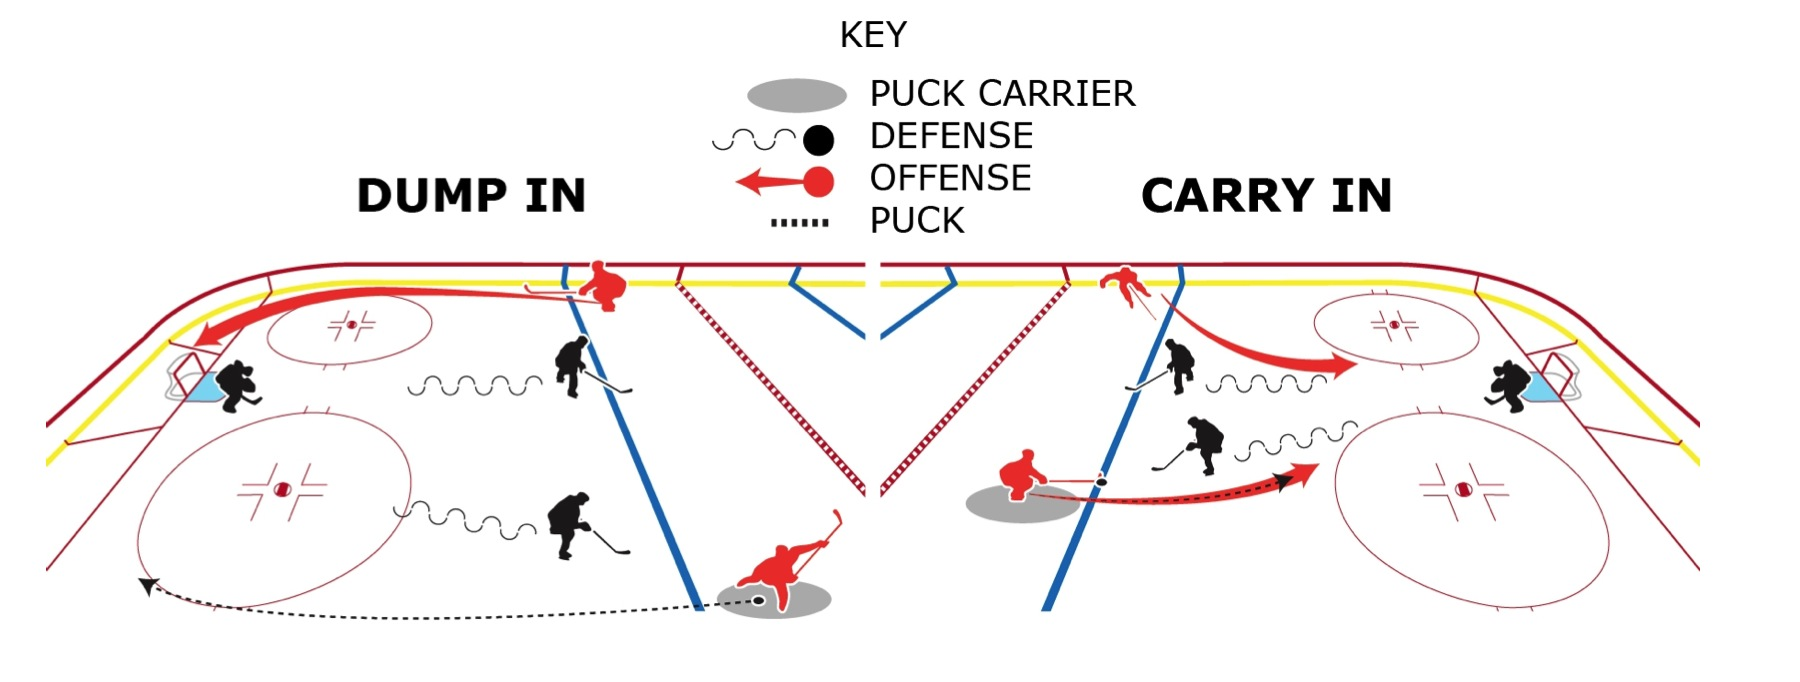 KEY
PUCK CARRIER
DEFENSE
OFFENSE
PUCK
DUMP IN
CARRY IN